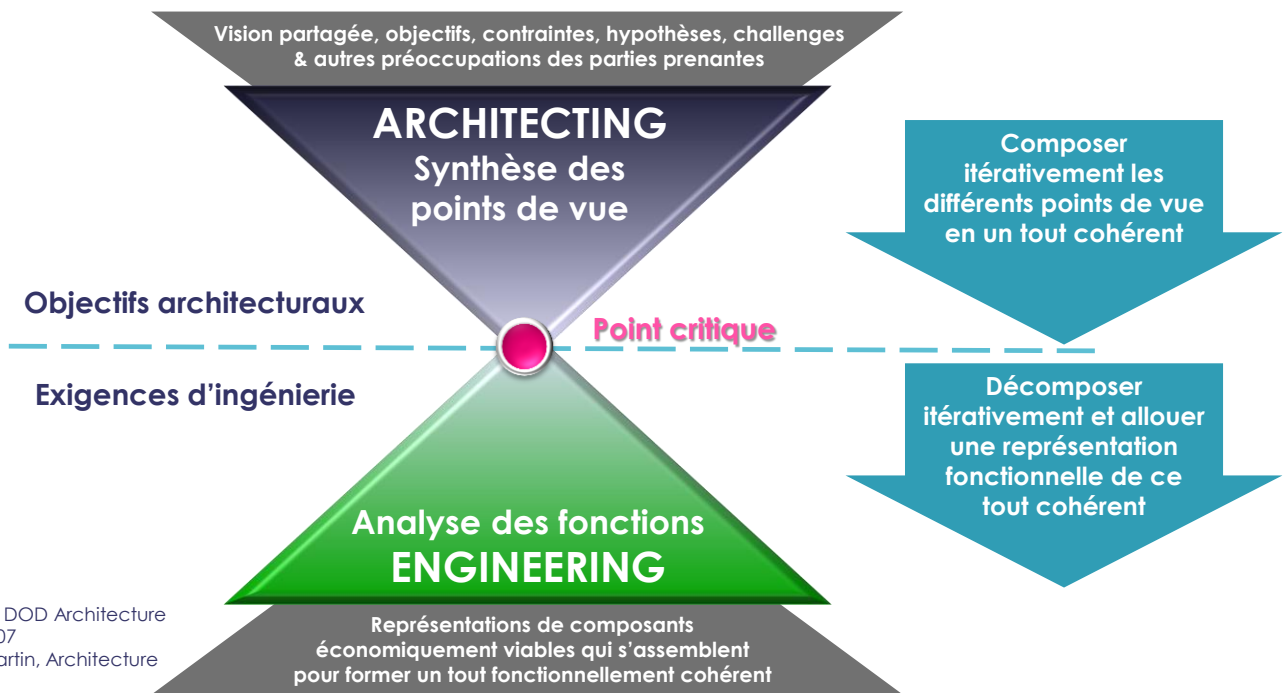 Vision partagée, objectifs, contraintes, hypothèses, challenges
& autres préoccupations des parties prenantes
ARCHITECTING
Synthèse des
points de vue
Composer
itérativement les
différents points de vue
en un tout cohérent
Objectifs architecturaux
Point critique
Exigences d’ingénierie
Décomposer
itérativement et allouer
une représentation
fonctionnelle de ce
tout cohérent
Analyse des fonctions
ENGINEERING
DOD Architecture
07
artin, Architecture
Représentations de composants
économiquement viables qui s’assemblent
pour former un tout fonctionnellement cohérent